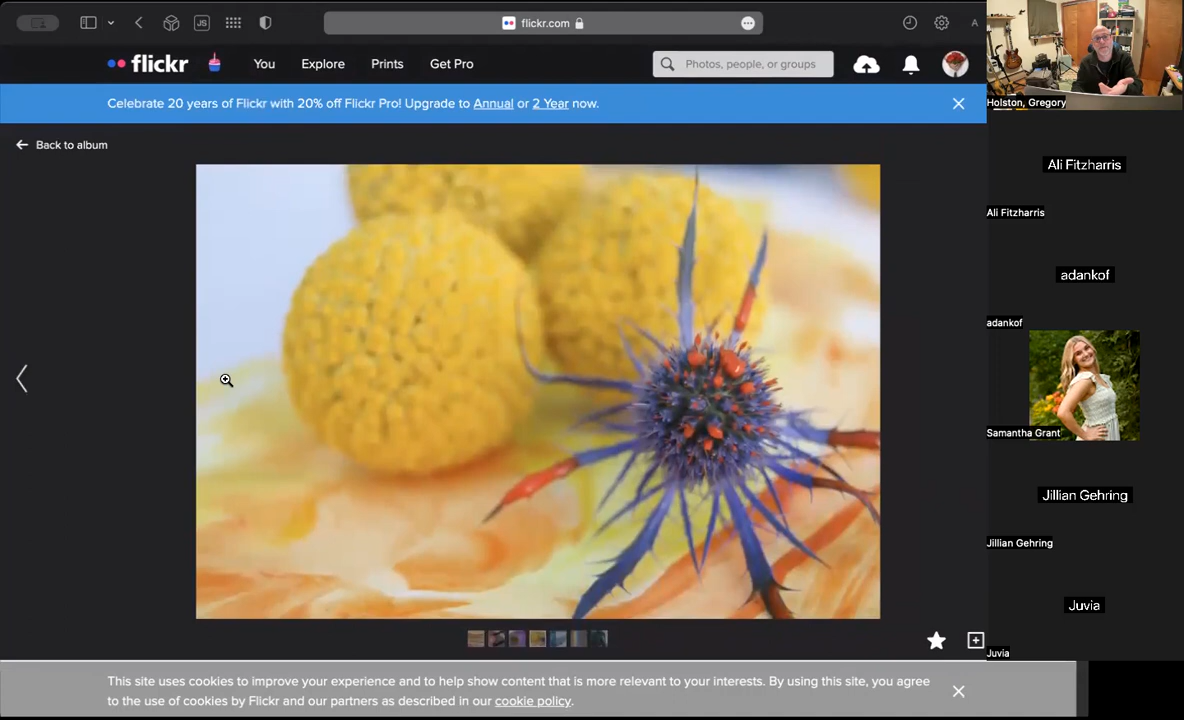 JS
flickr.com
A
flickr
You
Explore
Prints
Get Pro
Photos, people, or groups
Celebrate 20 years of Flickr with 20% off Flickr Pro! Upgrade to Annual or 2 Year now.
Back to album
This site uses cookies to improve your experience and to help show content that is more relevant to your interests. By using this site, you agree
to the use of cookies by Flickr and our partners as described in our cookie policy.
Holston, Gregory
Ali Fitzharris
Ali Fitzharris
adankof
adankof
Samantha Grant
Jillian Gehring
Jillian Gehring
Juvia
Juvia